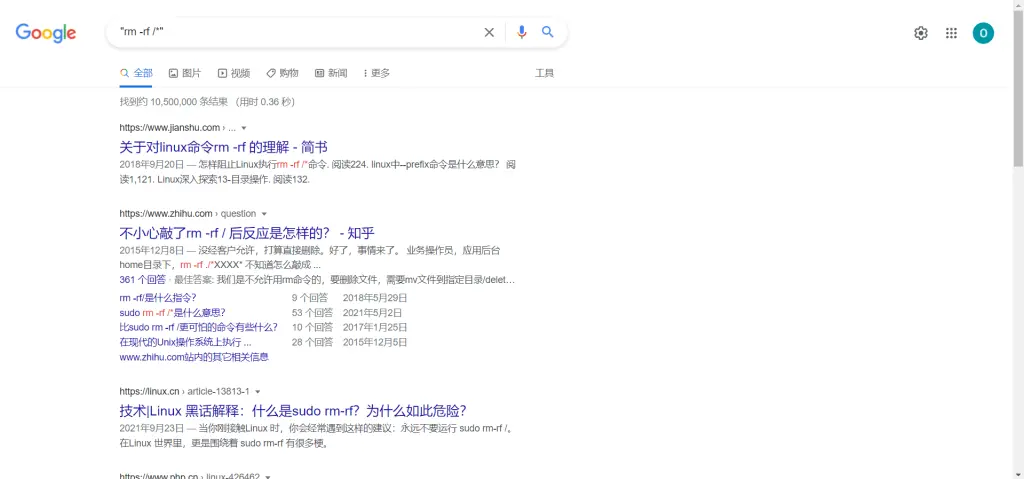 Google
"rm -rf /*"
O
全部
图片
视频
购物
新闻
更多
工具
找到约 10,500,000 条结果 （用时 0.36 秒）
https://www.jianshu.com › ...
关于对linux命令rm -rf 的理解 - 简书
2018年9月20日 — 怎样阻止Linux执行rm -rf /*命令. 阅读224. linux中--prefix命令是什么意思？ 阅
读1,121. Linux深入探索13-目录操作. 阅读132.
https://www.zhihu.com › question
不小心敲了rm -rf / 后反应是怎样的？ - 知乎
2015年12月8日 — 没经客户允许，打算直接删除。好了，事情来了。 业务操作员，应用后台
home目录下，rm -rf ./*XXXX* 不知道怎么敲成 ...
361 个回答 · 最佳答案: 我们是不允许用rm命令的，要删除文件，需要mv文件到指定目录/delet...
rm -rf/是什么指令？ 9 个回答 2018年5月29日
sudo rm -rf /*是什么意思？ 53 个回答 2021年5月2日
比sudo rm -rf /更可怕的命令有些什么？ 10 个回答 2017年1月25日
在现代的Unix操作系统上执行 ... 28 个回答 2015年12月5日
www.zhihu.com站内的其它相关信息
https://linux.cn › article-13813-1
技术|Linux 黑话解释：什么是sudo rm-rf？为什么如此危险？
2021年9月23日 — 当你刚接触Linux 时，你会经常遇到这样的建议：永远不要运行 sudo rm-rf /。
在Linux 世界里，更是围绕着 sudo rm-rf 有很多梗。
https://www.php.cn › linux-426462